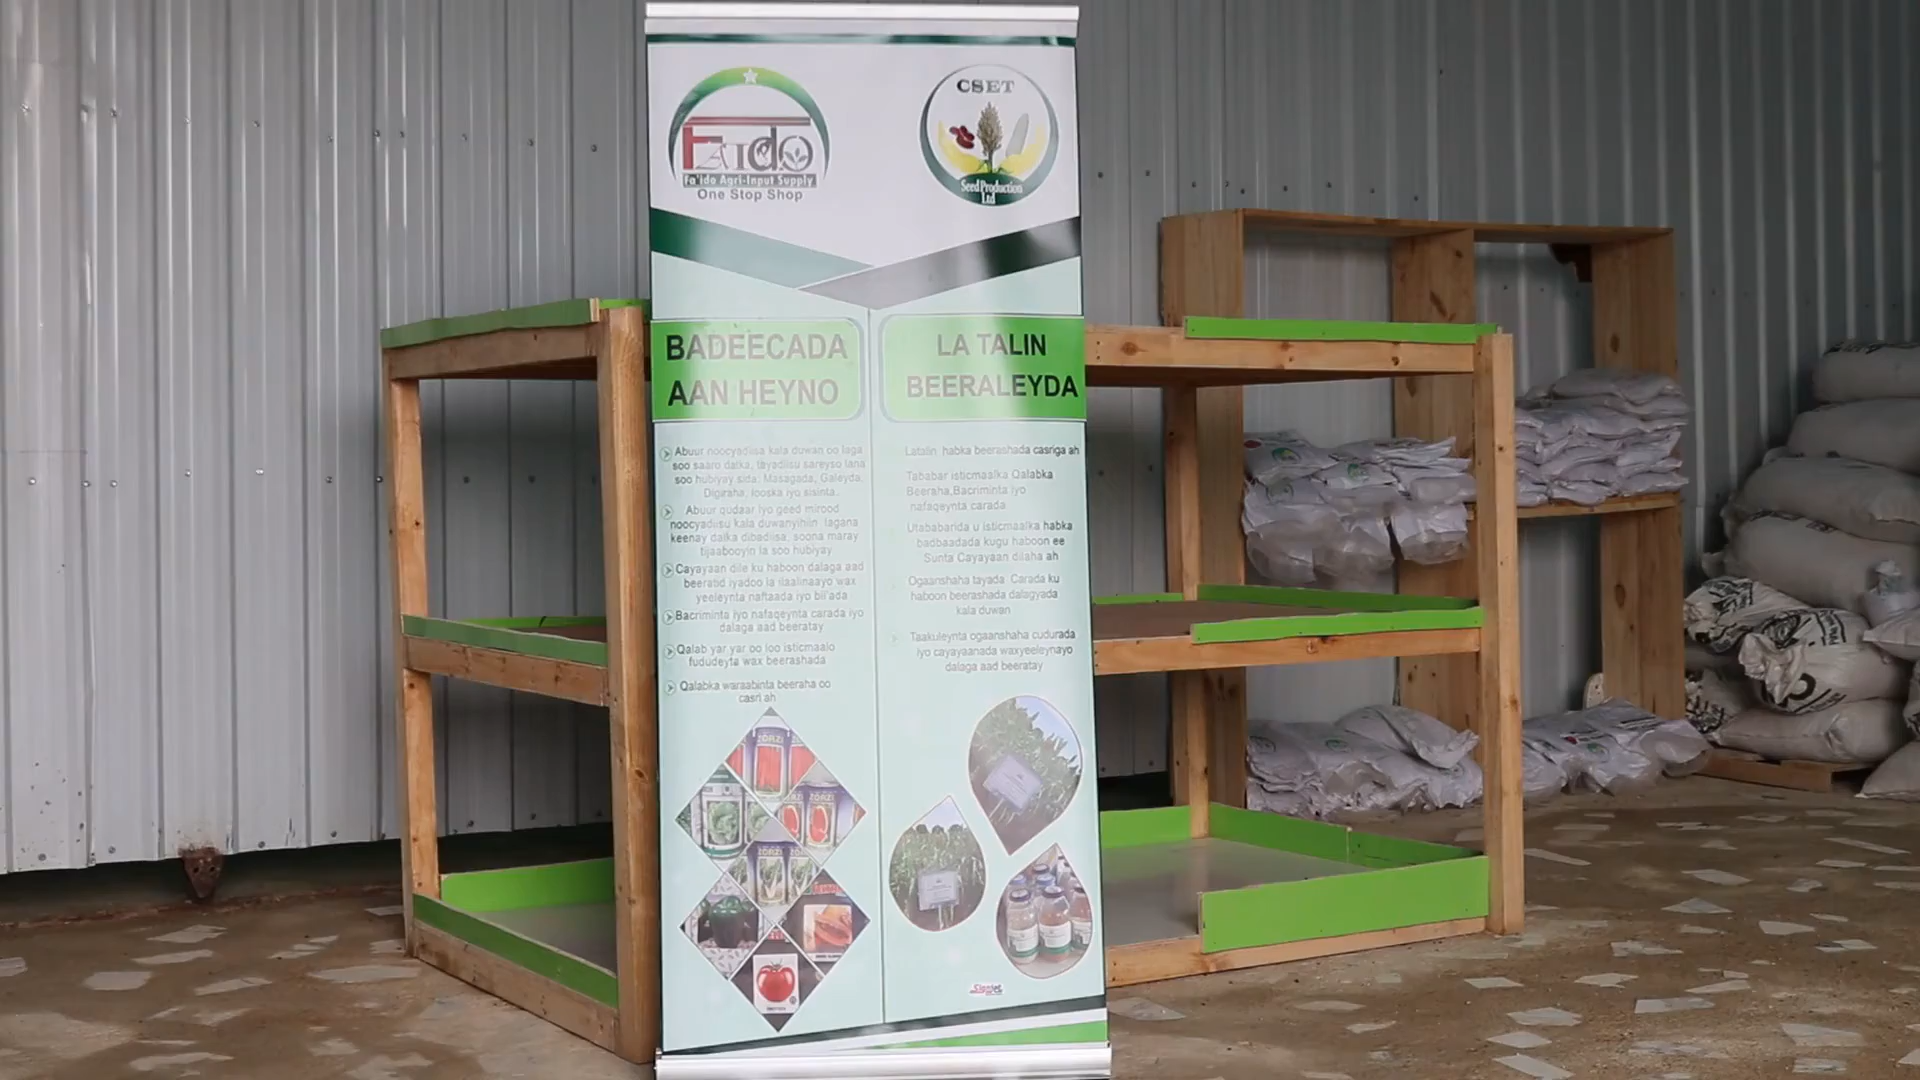 Faido
Fa'ido Agri-Input Supply
One Stop Shop
CSET
Seed Production
Ltd
BADEECADA
AAN HEYNO
Abuur noocyadiisa kala duwan oo laga
soo saaro dalka, tayadiisu sareyso lana
soo hubiyay sida: Masagada, Galeyda,
Digiraha, looska iyo sisinta.
Abuur qudaar iyo geed mirood
noocyadiisu kala duwanyihiin lagana
keenay dalka dibadiisa, soona maray
tijaabooyin la soo hubiyay
Cayayaan dile ku haboon dalaga aad
beeratid iyadoo la ilaalinaayo wax
yeeleynta naftaada iyo bii'ada
Bacriminta iyo nafaqeynta carada iyo
dalaga aad beeratay
Qalab yar yar oo loo isticmaalo
fududeyta wax beerashada
Qalabka waraabinta beeraha oo
casri ah
LA TALIN
BEERALEYDA
Latalin habka beerashada casriga ah
Tababar isticmaalka Qalabka
Beeraha,Bacriminta iyo
nafaqeynta carada
Utababarida u isticmaalka habka
badbaadada kugu haboon ee
Sunta Cayayaan dilaha ah
Ogaanshaha tayada Carada ku
haboon beerashada dalagyada
kala duwan
Taakuleynta ogaanshaha cudurada
iyo cayayaanada waxyeeleynayo
dalaga aad beeratay